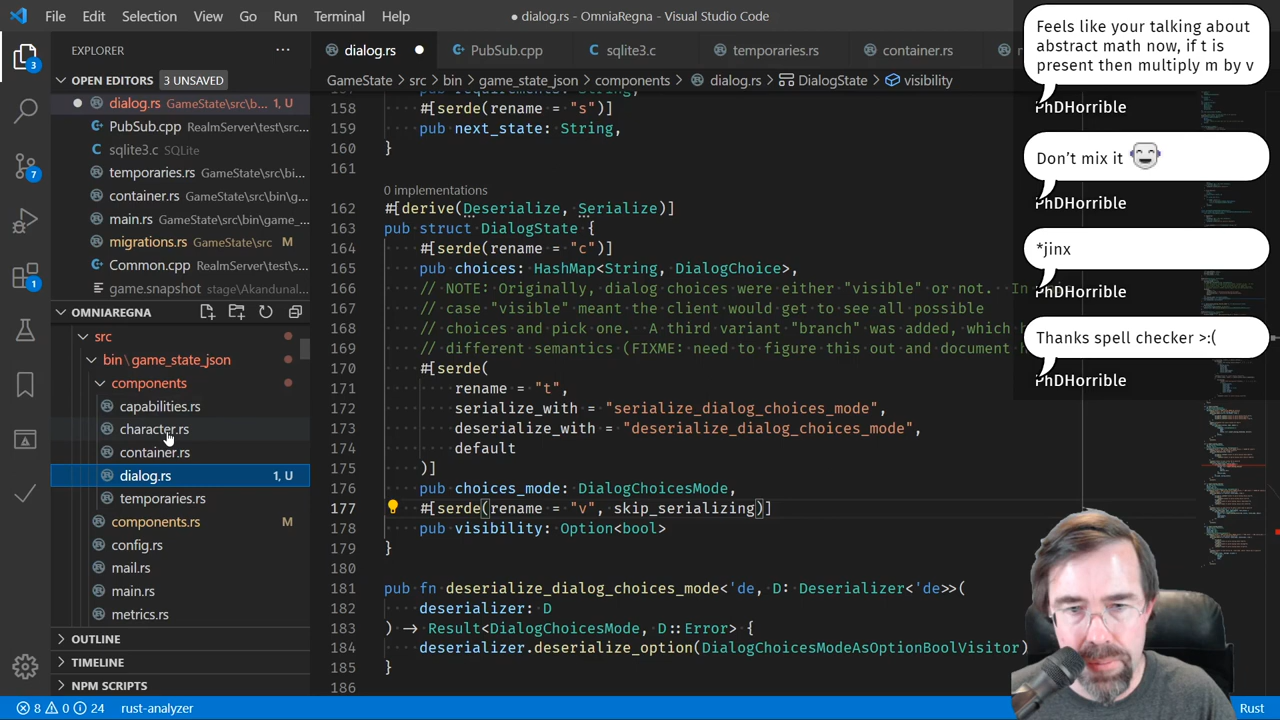 File Edit Selection View Go Run Terminal Help
● dialog.rs - OmniaRegna - Visual Studio Code
EXPLORER
OPEN EDITORS 3 UNSAVED
dialog.rs GameState\src\b... 1, U
PubSub.cpp RealmServer\test\src...
sqlite3.c SQLite
temporaries.rs GameState\src\bi...
container.rs GameState\src\bin\g...
main.rs GameState\src\bin\game_...
migrations.rs GameState\src M
Common.cpp RealmServer\test\s...
game.snapshot stage\Akandunal...
OMNIAREGNA
src
bin\game_state_json
components
capabilities.rs
character.rs
container.rs
dialog.rs 1, U
temporaries.rs
components.rs M
config.rs
mail.rs
main.rs
metrics.rs
OUTLINE
TIMELINE
NPM SCRIPTS
3
7
1
dialog.rs PubSub.cpp sqlite3.c temporaries.rs container.rs
GameState > src > bin > game_state_json > components > dialog.rs > DialogState > visibility
158 #[serde(rename = "s")]
159 pub next_state: String,
160 }
161
0 implementations
162 #[derive(Deserialize, Serialize)]
163 pub struct DialogState {
164 #[serde(rename = "c")]
165 pub choices: HashMap<String, DialogChoice>,
166 // NOTE: Originally, dialog choices were either "visible" or not. In
167 // case "visible" meant the client would get to see all possible
168 // choices and pick one. A third variant "branch" was added, which h
169 // different semantics (FIXME: need to figure this out and document h
170 #[serde(
171 rename = "t",
172 serialize_with = "serialize_dialog_choices_mode",
173 deserialize_with = "deserialize_dialog_choices_mode",
174 default
175 )]
176 pub choices_mode: DialogChoicesMode,
177 #[serde(rename = "v", skip_serializing)]
178 pub visibility: Option<bool>
179 }
180
181 pub fn deserialize_dialog_choices_mode<'de, D: Deserializer<'de>>(
182 deserializer: D
183 ) -> Result<DialogChoicesMode, D::Error> {
184 deserializer.deserialize_option(DialogChoicesModeAsOptionBoolVisitor)
185 }
186
Feels like your talking about
abstract math now, if t is
present then multiply m by v
PhDHorrible
Don't mix it
PhDHorrible
*jinx
PhDHorrible
Thanks spell checker >:(
PhDHorrible
8 0 24 rust-analyzer
Rust